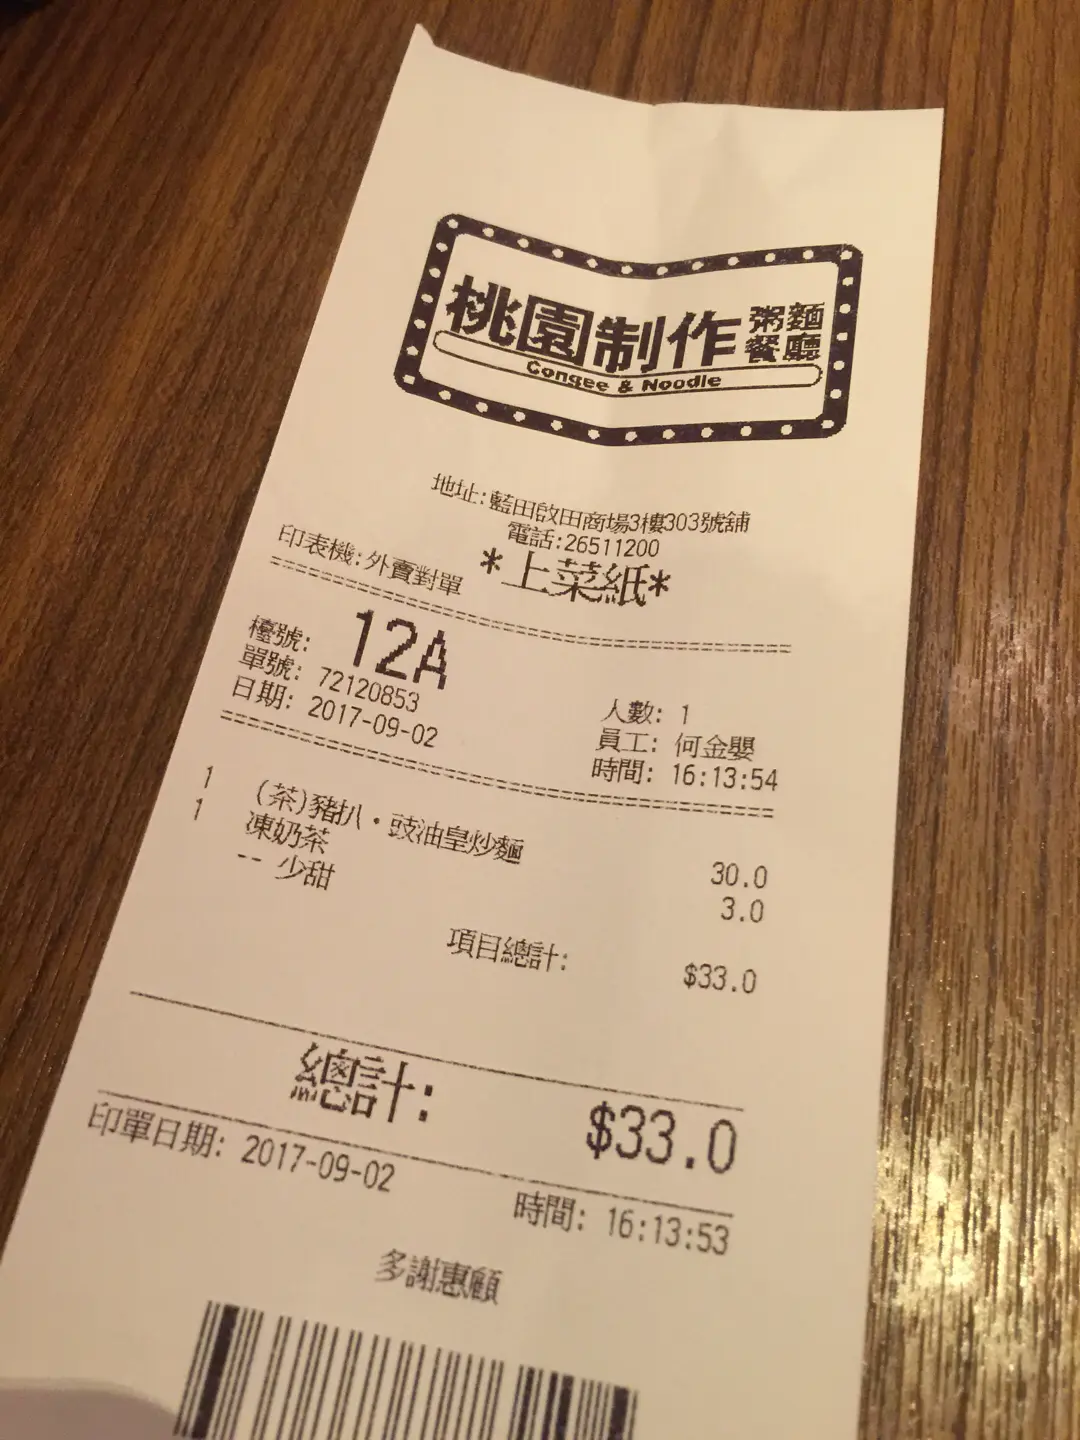 桃園制作 粥麵餐廳
Congee & Noodle
地址:藍田啟田商場3樓303號舖
電話:26511200
印表機:外賣對單 *上菜紙*
檯號: 12A
單號: 72120853 人數: 1
日期: 2017-09-02 員工: 何金嬰
時間: 16:13:54
1 (茶)豬扒・豉油皇炒麵 30.0
1 凍奶茶 3.0
-- 少甜
項目總計: $33.0
總計: $33.0
印單日期: 2017-09-02 時間: 16:13:53
多謝惠顧